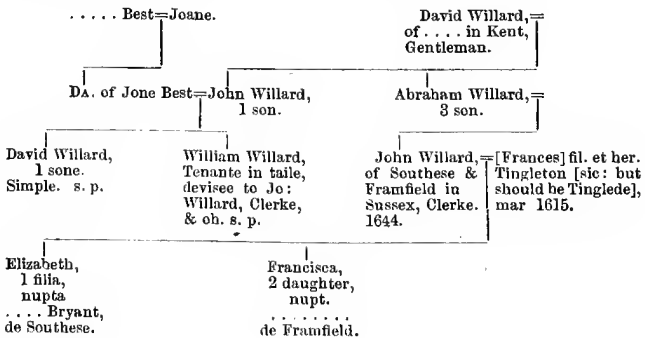 . . . . . Best=Joane.
David Willard,=
of . . . . in Kent,
Gentleman.
DA. of Jone Best=John Willard,
1 son.
Abraham Willard,=
3 son.
David Willard,
1 sone.
Simple. s. p.
William Willard,
Tenante in taile,
devisee to Jo:
Willard, Clerke,
& oh. s. p.
John Willard,=
of Southese &
Framfield in
Sussex, Clerke.
1644.
[Frances] fil. et her.
Tingleton [sic: but
should be Tinglede],
mar 1615.
Elizabeth,
1 filia,
nupta
. . . . Bryant,
de Southese.
Francisca,
2 daughter,
nupt.
. . . . . . . .
de Framfield.